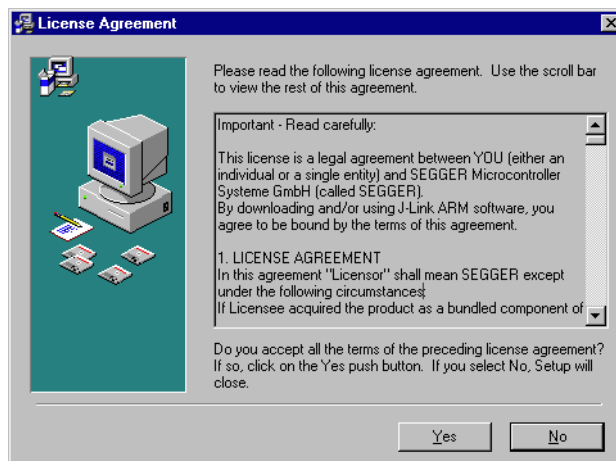 License Agreement
Please read the following license agreement. Use the scroll bar
to view the rest of this agreement.
Important - Read carefully:
This license is a legal agreement between YOU (either an
individual or a single entity) and SEGGER Microcontroller
Systeme GmbH (called SEGGER).
By downloading and/or using J-Link ARM software, you
agree to be bound by the terms of this agreement.
1. LICENSE AGREEMENT
In this agreement "Licensor" shall mean SEGGER except
under the following circumstances:
If Licensee acquired the product as a bundled component of
Do you accept all the terms of the preceding license agreement?
If so, click on the Yes push button. If you select No, Setup will
close.
Yes
No